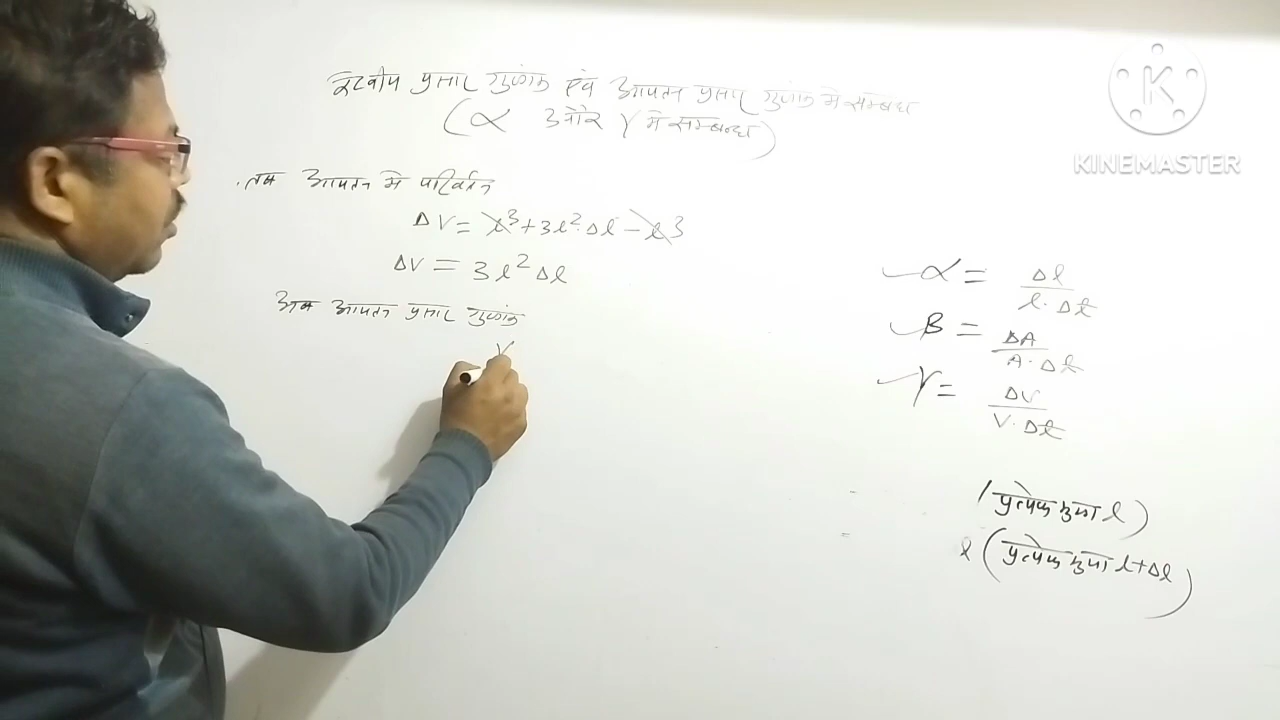 रेखीय प्रसार गुणांक एवं आयतन प्रसार गुणांक मे सम्बन्ध
(α और γ मे सम्बन्ध)
KINEMASTER
तब आयतन मे परिवर्तन
ΔV = l³ + 3l²·Δl - l³
ΔV = 3l²Δl
अब आयतन प्रसार गुणांक
γ
α = Δl / l·Δt
β = ΔA / A·Δt
γ = ΔV / V·Δt
(प्रत्येक भुजा l)
(प्रत्येक भुजा l+Δl)